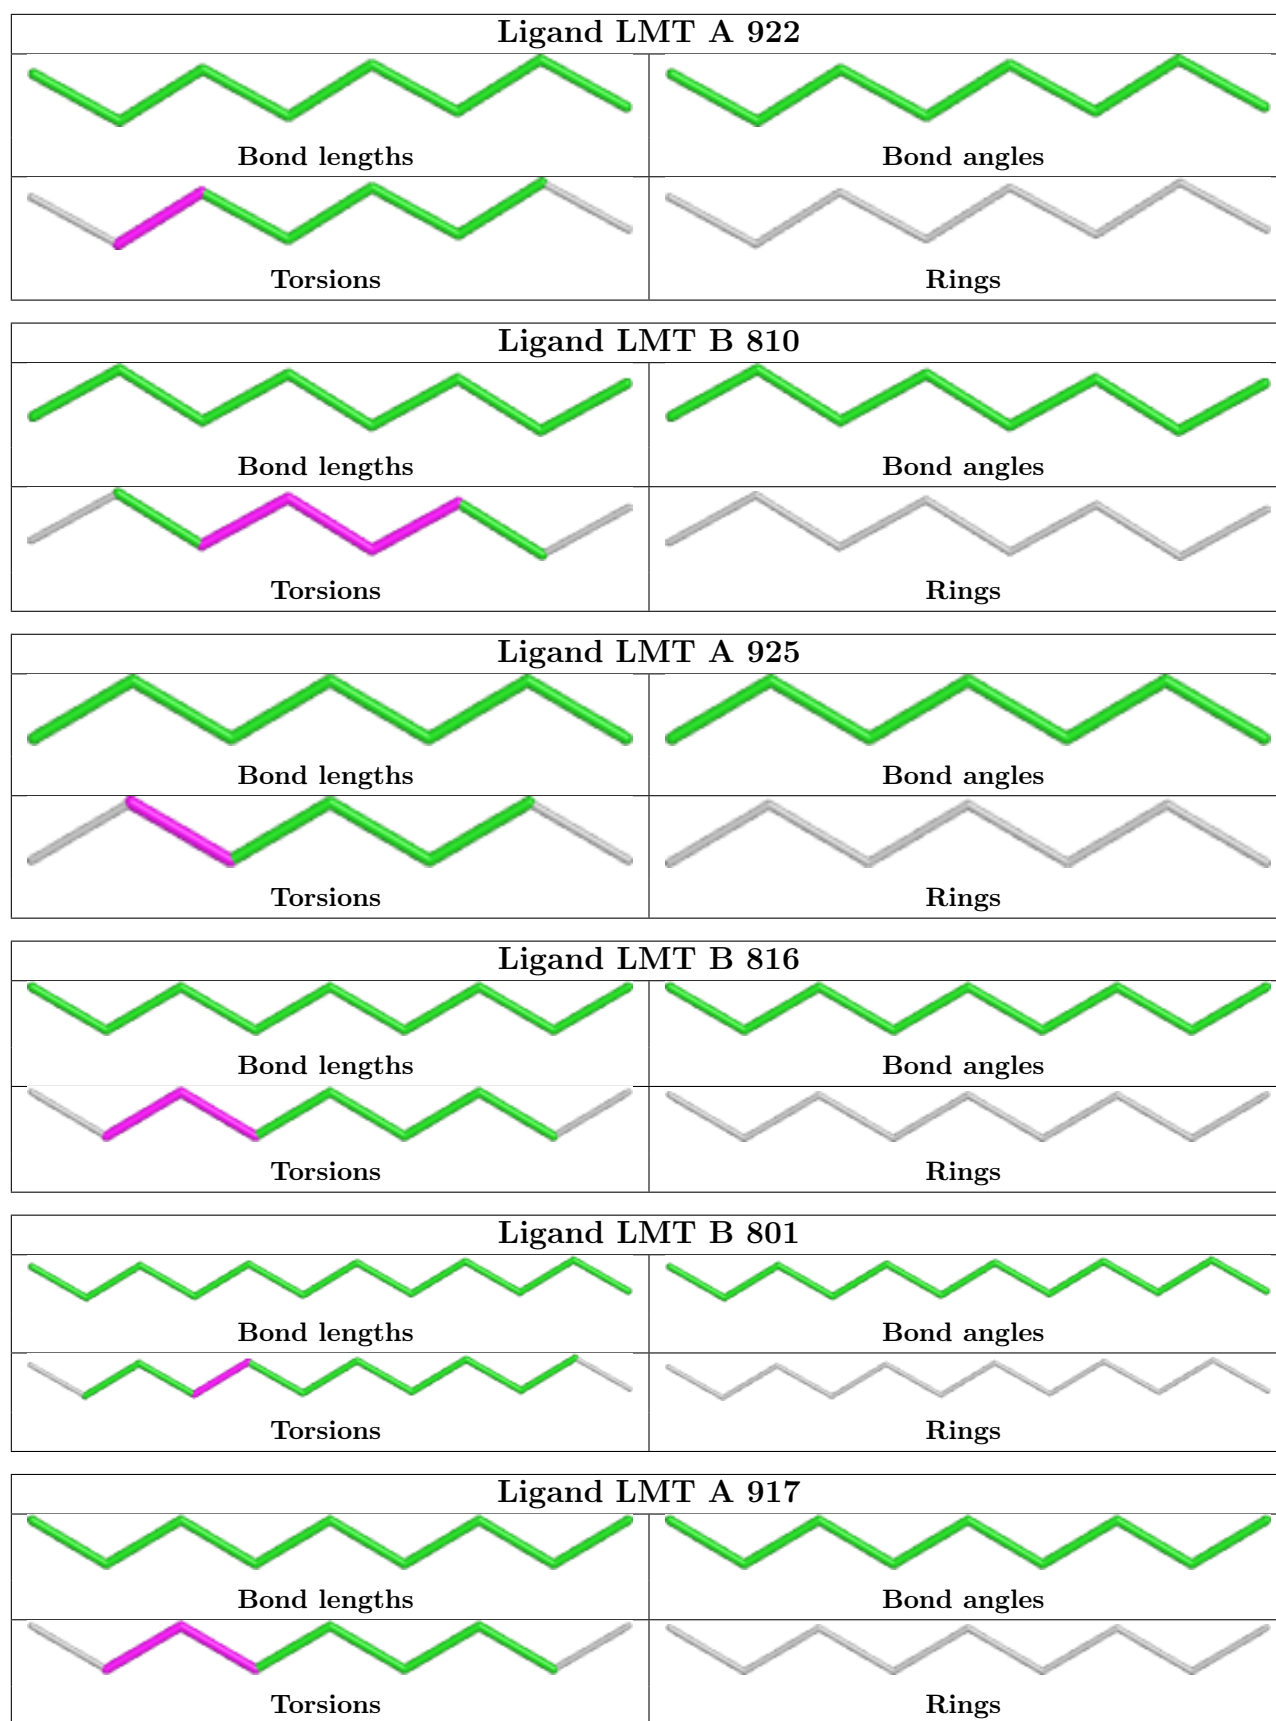 Ligand LMT A 922
Bond lengths Bond angles
Torsions Rings
Ligand LMT B 810
Bond lengths Bond angles
Torsions Rings
Ligand LMT A 925
Bond lengths Bond angles
Torsions Rings
Ligand LMT B 816
Bond lengths Bond angles
Torsions Rings
Ligand LMT B 801
Bond lengths Bond angles
Torsions Rings
Ligand LMT A 917
Bond lengths Bond angles
Torsions Rings